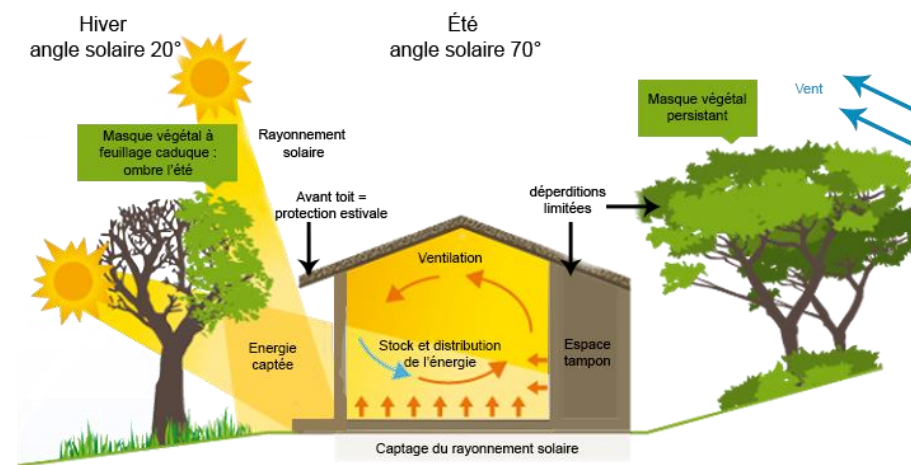 Hiver
angle solaire 20°
Été
angle solaire 70°
Masque végétal à
feuillage caduque :
ombre l'été
Rayonnement
solaire
Avant toit =
protection estivale
déperditions
limitées
Masque végétal
persistant
Vent
Ventilation
Energie
captée
Stock et distribution
de l'énergie
Espace
tampon
Captage du rayonnement solaire